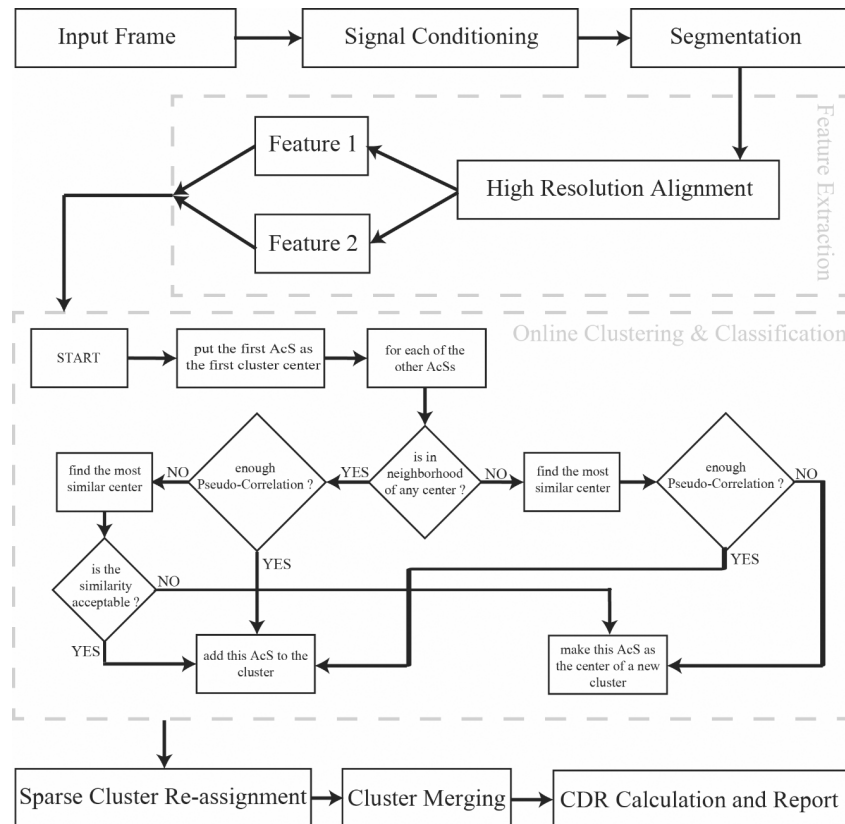 Input Frame
Signal Conditioning
Segmentation
Feature Extraction
Feature 1
High Resolution Alignment
Feature 2
Online Clustering & Classification
START
put the first AcS as
the first cluster center
for each of the
other AcSs
is in
neighborhood
of any center ?
YES
NO
enough
Pseudo-Correlation ?
NO
YES
find the most
similar center
find the most
similar center
enough
Pseudo-Correlation ?
NO
YES
is the
similarity
acceptable ?
NO
YES
add this AcS to the
cluster
make this AcS as
the center of a new
cluster
Sparse Cluster Re-assignment
Cluster Merging
CDR Calculation and Report